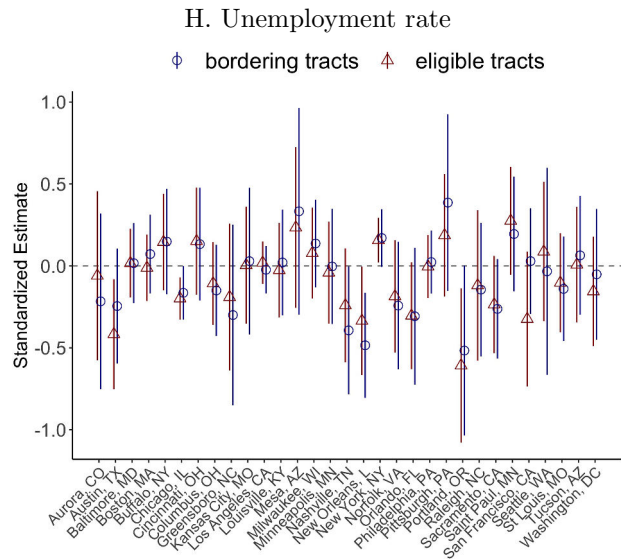 H. Unemployment rate
bordering tracts eligible tracts
Standardized Estimate
1.0
0.5
0.0
-0.5
-1.0
Aurora, CO
Austin, TX
Baltimore, MD
Boston, MA
Buffalo, NY
Chicago, IL
Cincinnati, OH
Columbus, OH
Greensboro, NC
Kansas City, MO
Los Angeles, CA
Louisville, KY
Mesa, AZ
Milwaukee, WI
Minneapolis, MN
Nashville, TN
New Orleans, L
New York, NY
Norfolk, VA
Orlando, FL
Philadelphia, PA
Pittsburgh, PA
Portland, OR
Raleigh, NC
Sacramento, CA
Saint Paul, MN
San Francisco, CA
Seattle, WA
St. Louis, MO
Tucson, AZ
Washington, DC